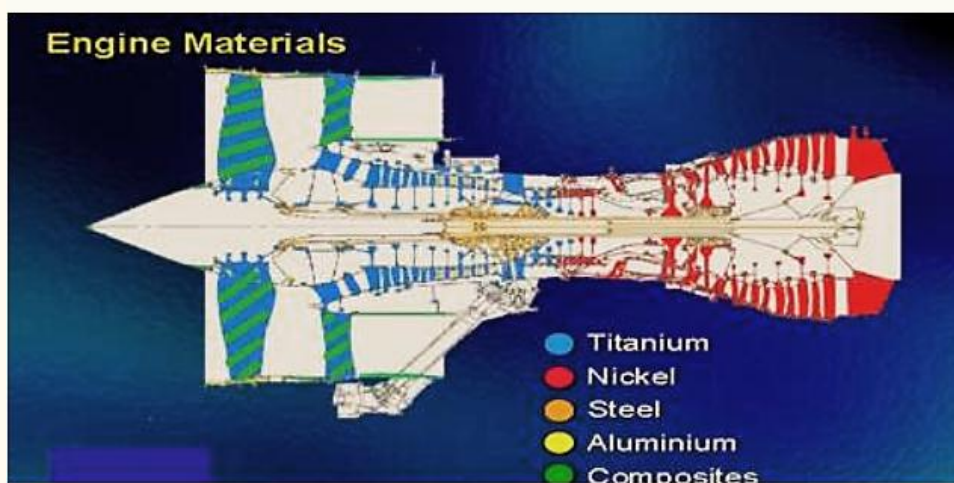 Engine Materials
Titanium
Nickel
Steel
Aluminium
Composites